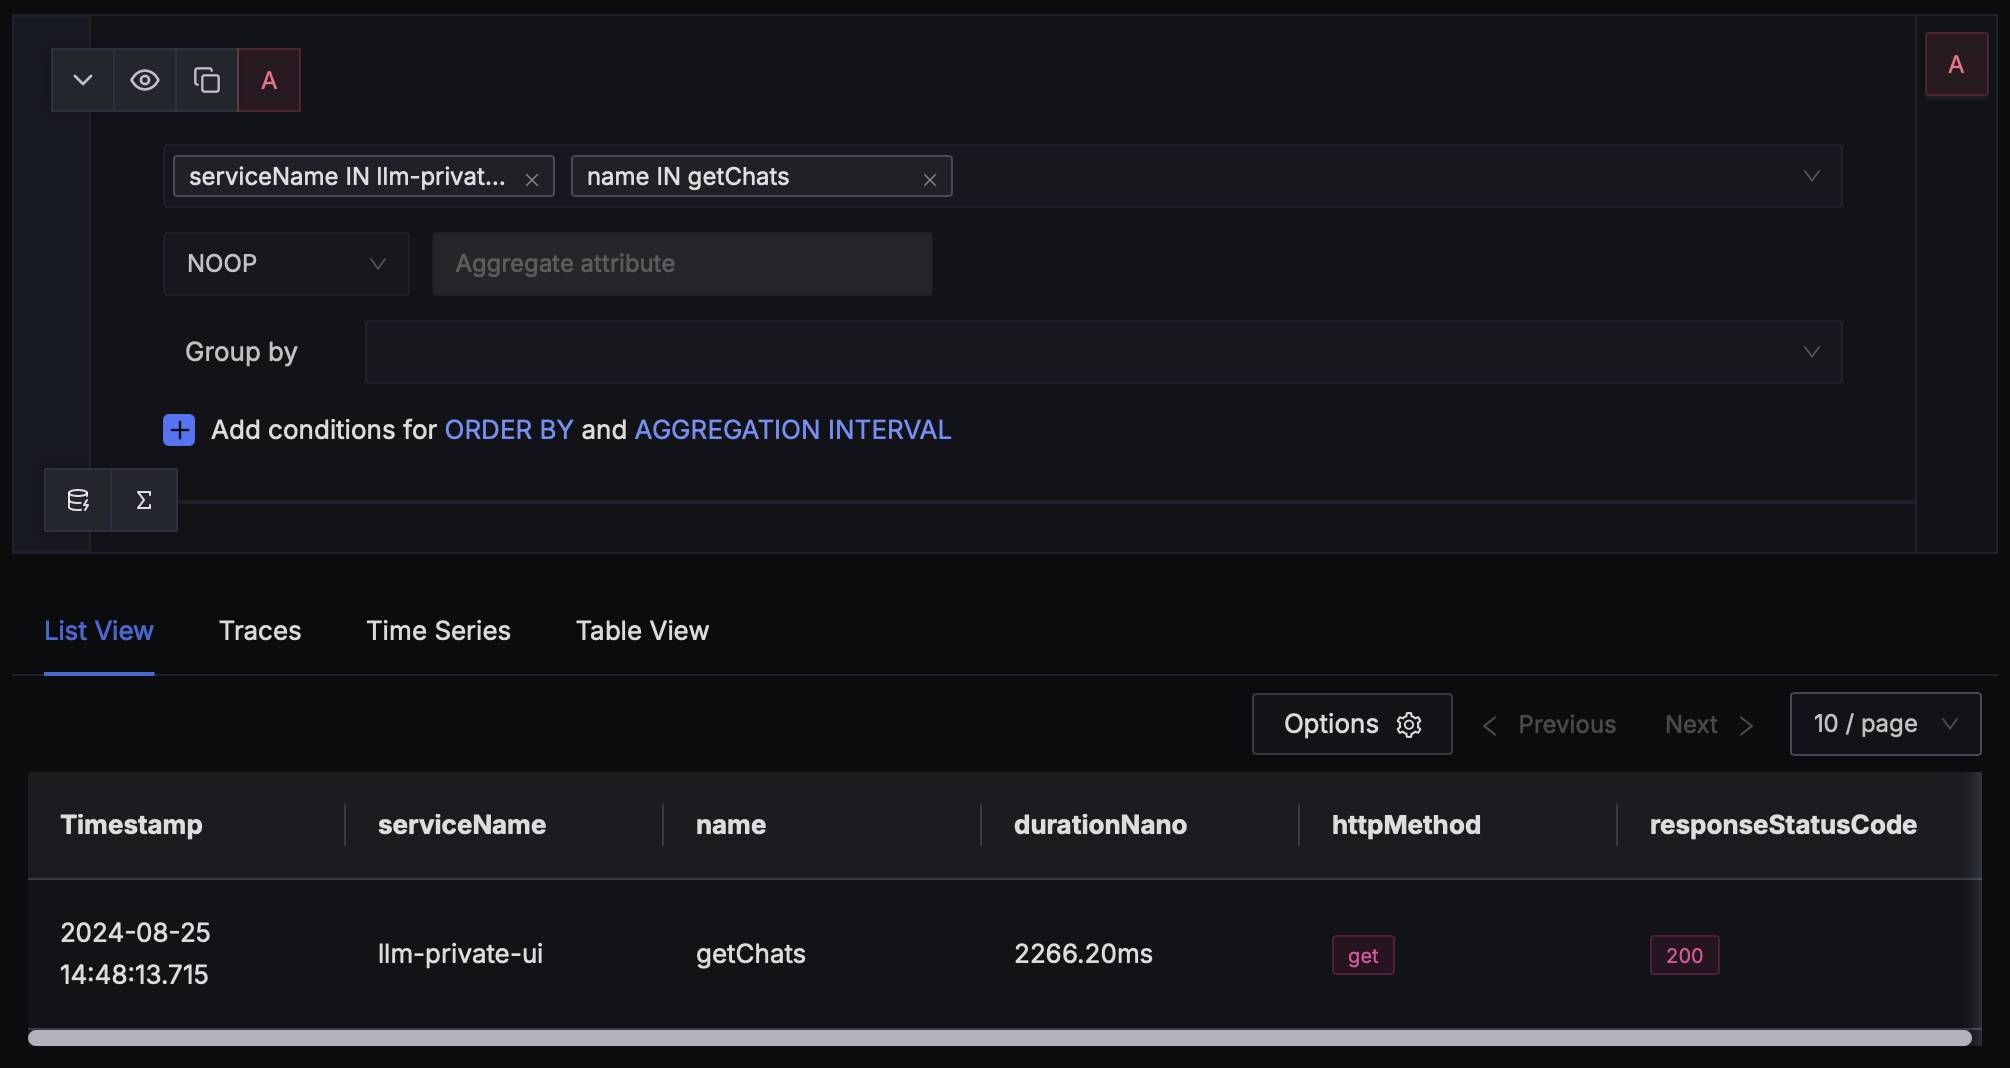 A
A
serviceName IN llm-privat...
name IN getChats
NOOP
Aggregate attribute
Group by
Add conditions for ORDER BY and AGGREGATION INTERVAL
Σ
List View
Traces
Time Series
Table View
Options
Previous
Next
10 / page
Timestamp
serviceName
name
durationNano
httpMethod
responseStatusCode
2024-08-25
14:48:13.715
llm-private-ui
getChats
2266.20ms
get
200